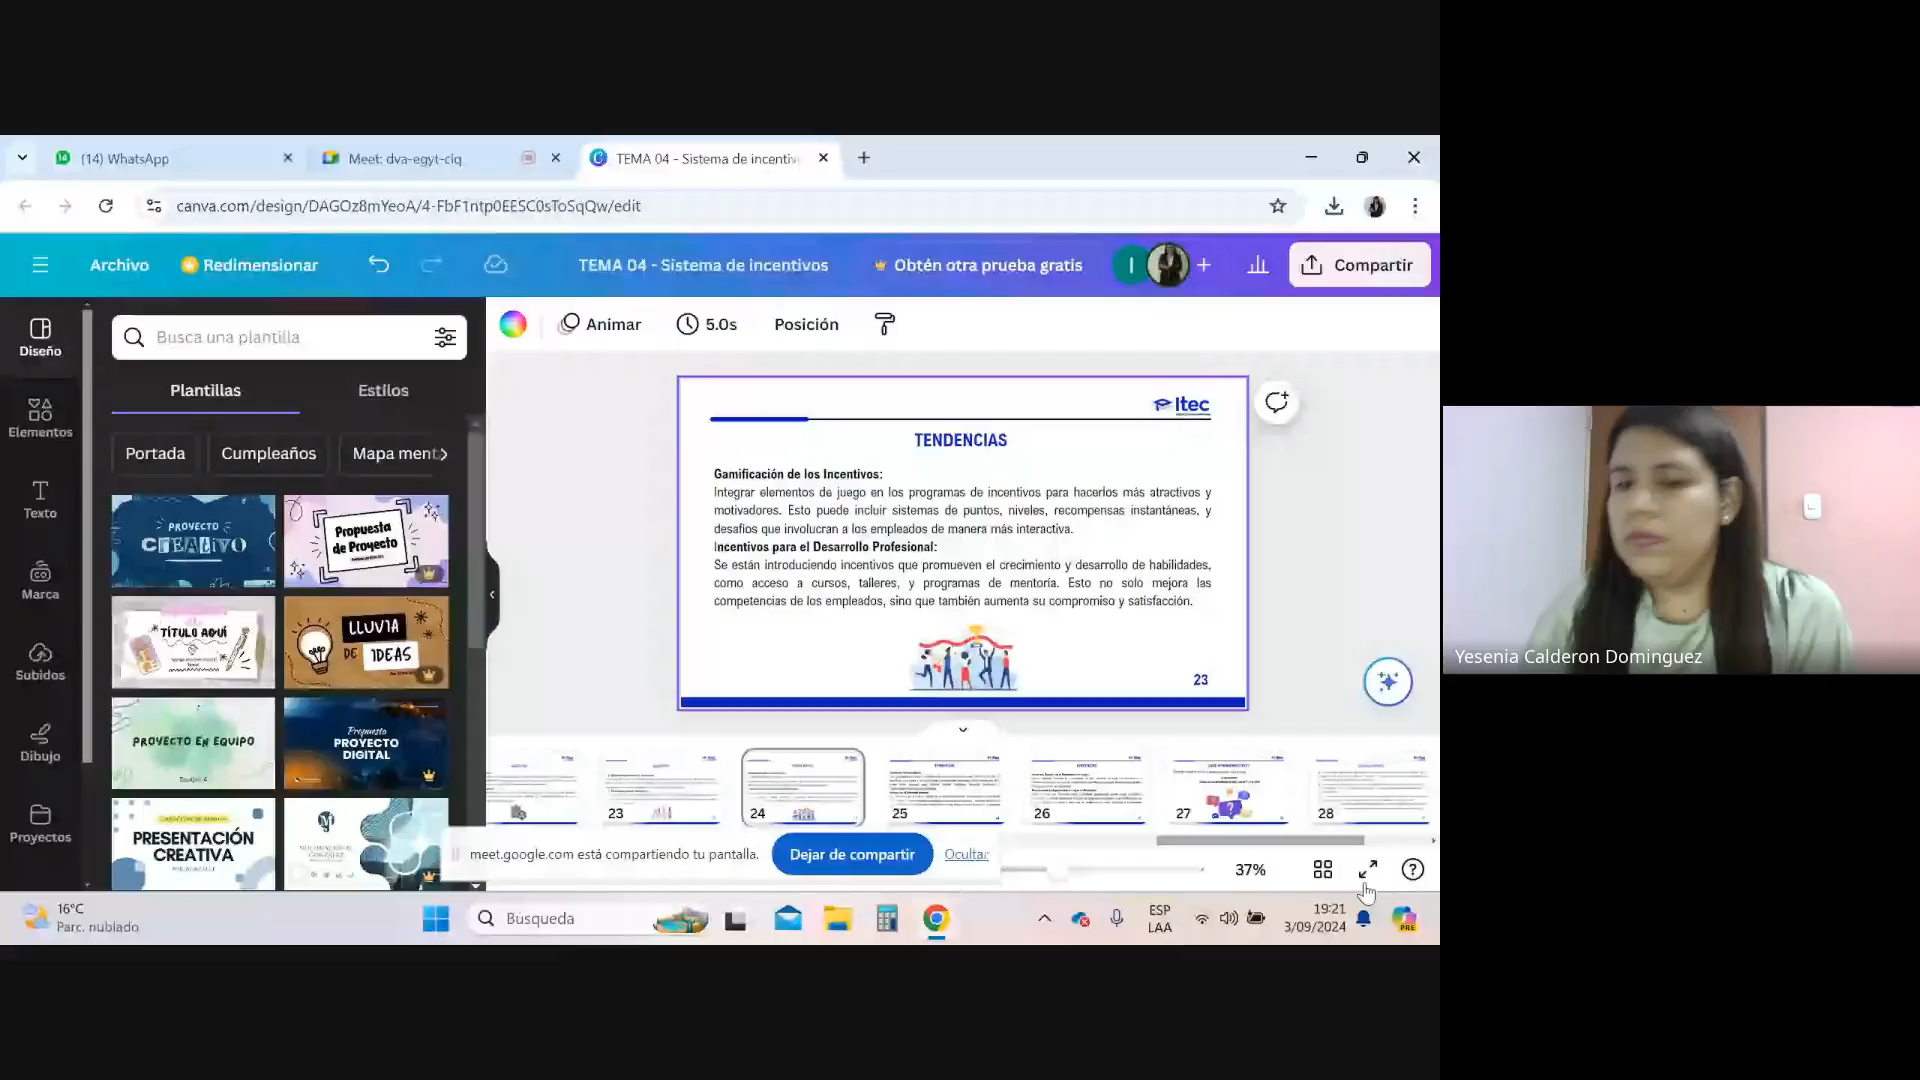 (14) WhatsApp
Meet: dva-egyt-ciq
TEMA 04 - Sistema de incentiv
canva.com/design/DAGOz8mYeoA/4-FbF1ntp0EESC0sToSqQw/edit
Archivo
Redimensionar
TEMA 04 - Sistema de incentivos
Obtén otra prueba gratis
I
Compartir
Diseño
Elementos
Texto
Marca
Subidos
Dibujo
Proyectos
Busca una plantilla
Plantillas
Estilos
Portada
Cumpleaños
Mapa ment
PROYECTO
CREATIVO
Propuesta
de Proyecto
TÍTULO AQUÍ
LLUVIA
DE IDEAS
PROYECTO EN EQUIPO
Propuesta
PROYECTO
DIGITAL
PRESENTACIÓN
CREATIVA
Animar
5.0s
Posición
Itec
TENDENCIAS
Gamificación de los Incentivos:
Integrar elementos de juego en los programas de incentivos para hacerlos más atractivos y
motivadores. Esto puede incluir sistemas de puntos, niveles, recompensas instantáneas, y
desafíos que involucran a los empleados de manera más interactiva.
Incentivos para el Desarrollo Profesional:
Se están introduciendo incentivos que promueven el crecimiento y desarrollo de habilidades,
como acceso a cursos, talleres, y programas de mentoría. Esto no solo mejora las
competencias de los empleados, sino que también aumenta su compromiso y satisfacción.
23
23
24
25
26
27
28
meet.google.com está compartiendo tu pantalla.
Dejar de compartir
Ocultar
37%
16°C
Parc. nublado
Búsqueda
ESP
LAA
19:21
3/09/2024
PRE
Yesenia Calderon Dominguez